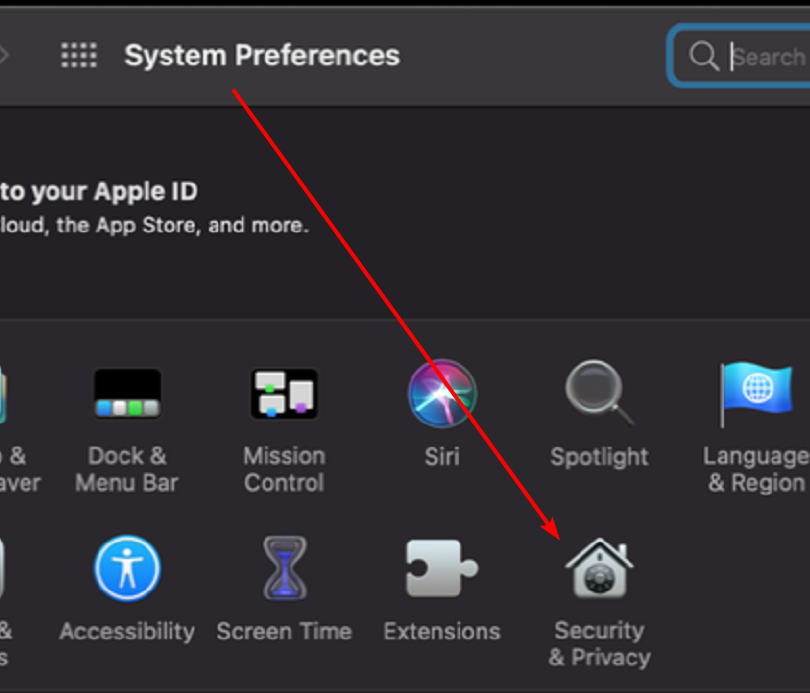 System Preferences
Search
to your Apple ID
loud, the App Store, and more.
&
Dock &
Mission
Siri
Spotlight
Language
aver
Menu Bar
Control
& Region
&
Accessibility
Screen Time
Extensions
Security
s
& Privacy